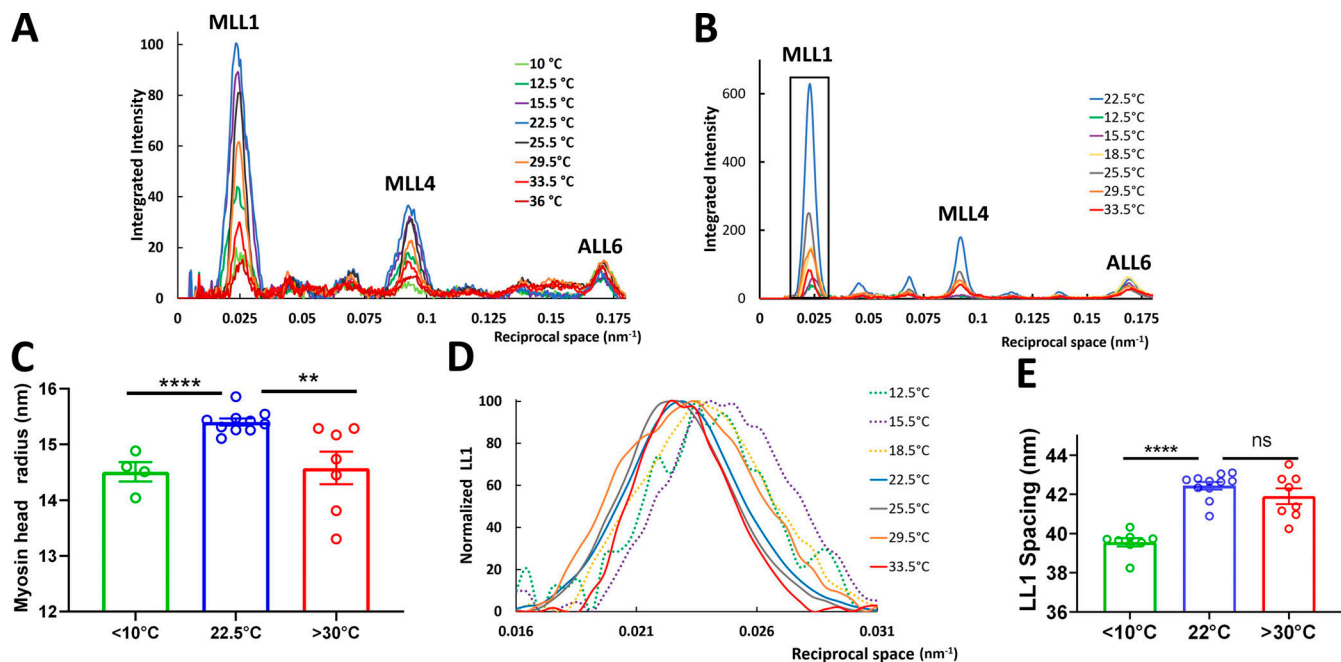 A
MLL1
100
80
60
40
20
0
Intergrated Intensity
10 °C
12.5 °C
15.5 °C
22.5 °C
25.5 °C
29.5 °C
33.5 °C
36 °C
MLL4
ALL6
0 0.025 0.05 0.075 0.1 0.125 0.15 0.175
Reciprocal space (nm⁻¹)
B
MLL1
600
400
200
0
Integrated Intensity
22.5°C
12.5°C
15.5°C
18.5°C
25.5°C
29.5°C
33.5°C
MLL4
ALL6
0 0.025 0.05 0.075 0.1 0.125 0.15 0.175
Reciprocal space (nm⁻¹)
C
**** **
16
15
14
13
12
Myosin head radius (nm)
<10°C 22.5°C >30°C
D
100
80
60
40
20
0
Normalized LL1
12.5°C
15.5°C
18.5°C
22.5°C
25.5°C
29.5°C
33.5°C
0.016 0.021 0.026 0.031
Reciprocal space (nm⁻¹)
E
**** ns
44
42
40
38
36
LL1 Spacing (nm)
<10°C 22°C >30°C